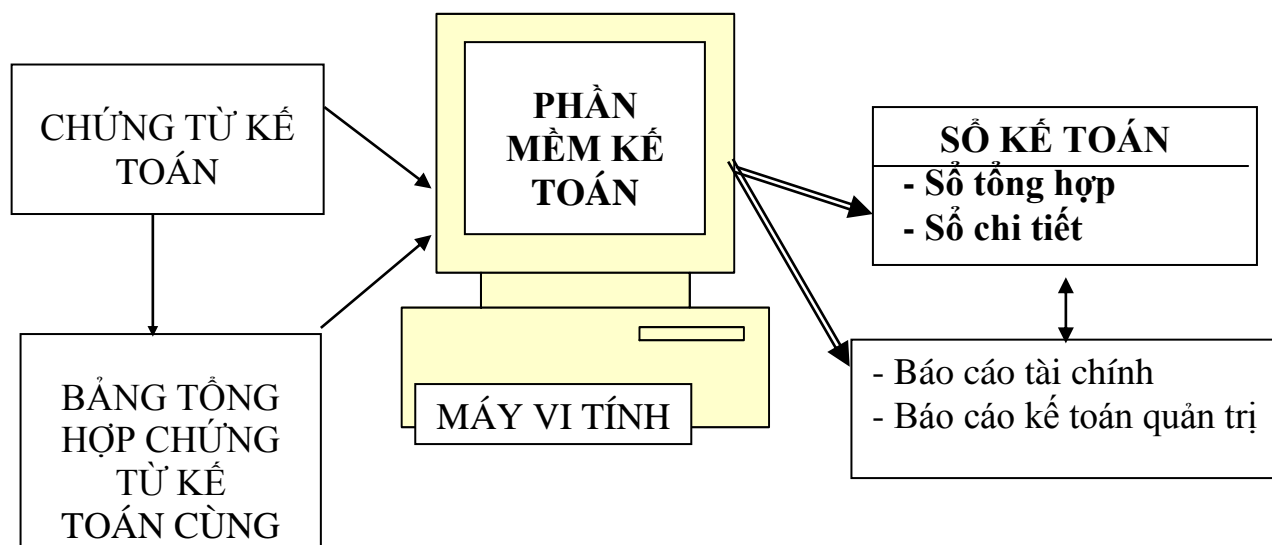 CHỨNG TỪ KẾ
TOÁN
BẢNG TỔNG
HỢP CHỨNG
TỪ KẾ
TOÁN CÙNG
PHẦN
MỀM KẾ
TOÁN
MÁY VI TÍNH
SỔ KẾ TOÁN
- Sổ tổng hợp
- Sổ chi tiết
- Báo cáo tài chính
- Báo cáo kế toán quản trị